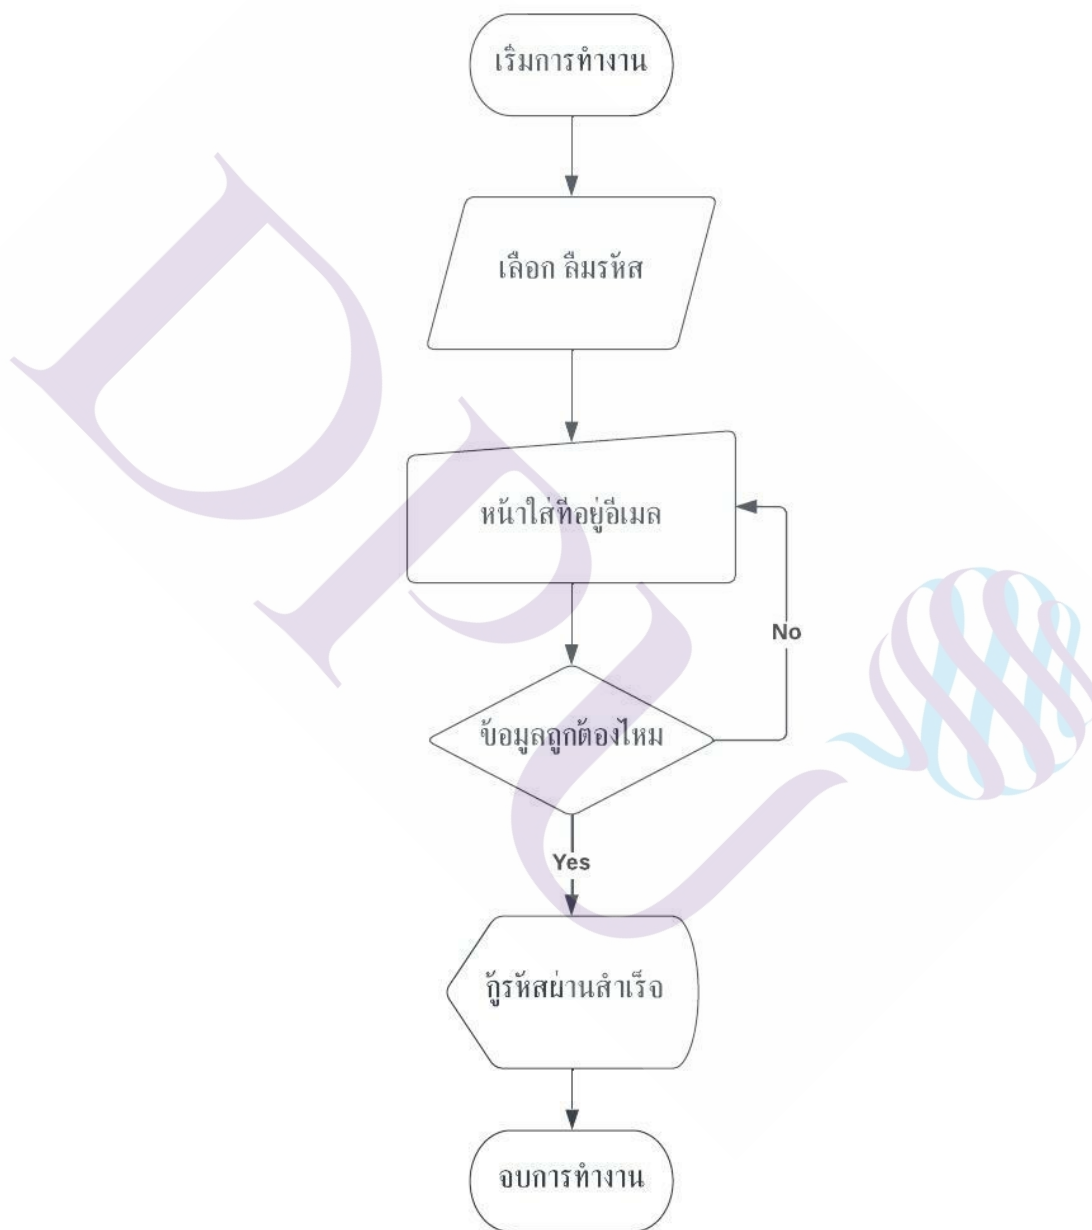 เริ่มการทำงาน
เลือก ลืมรหัส
หน้าใส่ที่อยู่อีเมล
No
ข้อมูลถูกต้องไหม
Yes
กู้รหัสผ่านสำเร็จ
จบการทำงาน
DPU